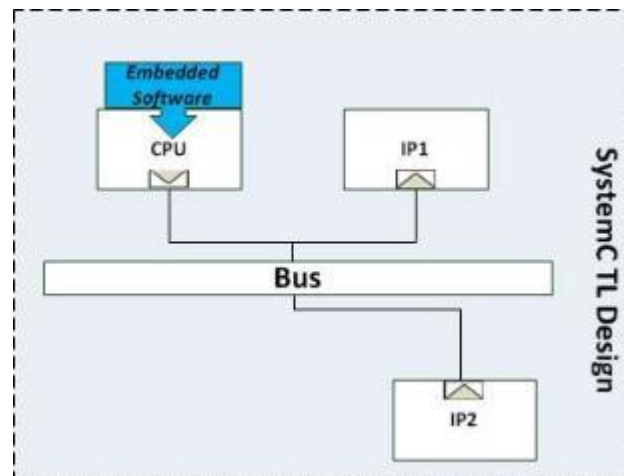 Embedded
Software
CPU
IP1
Bus
IP2
SystemC TL Design